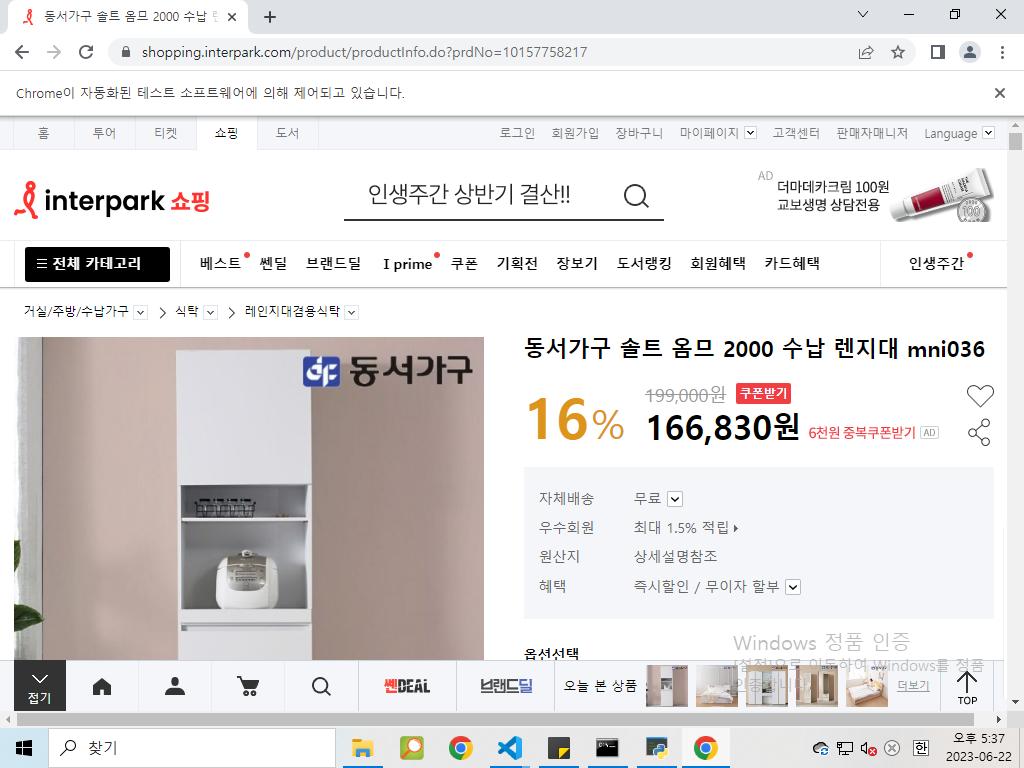 동서가구 솔트 옴므 2000 수납
shopping.interpark.com/product/productInfo.do?prdNo=10157758217
Chrome이 자동화된 테스트 소프트웨어에 의해 제어되고 있습니다.
홈 투어 티켓 쇼핑 도서 로그인 회원가입 장바구니 마이페이지 고객센터 판매자매니저 Language
interpark 쇼핑
인생주간 상반기 결산!!
AD
더마데카크림 100원
교보생명 상담전용
전체 카테고리 베스트 쎈딜 브랜드딜 I prime 쿠폰 기획전 장보기 도서랭킹 회원혜택 카드혜택 인생주간
거실/주방/수납가구 식탁 레인지대겸용식탁
동서가구
동서가구 솔트 옴므 2000 수납 렌지대 mni036
199,000원 쿠폰받기
16% 166,830원 6천원 중복쿠폰받기 AD
자체배송 무료
우수회원 최대 1.5% 적립
원산지 상세설명참조
혜택 즉시할인 / 무이자 할부
옵션선택
Windows 정품 인증
[설정]으로 이동하여 Windows를 정품
인증합니다.
접기 쎈DEAL 브랜드딜 오늘 본 상품 더보기 TOP
찾기
한
오후 5:37
2023-06-22